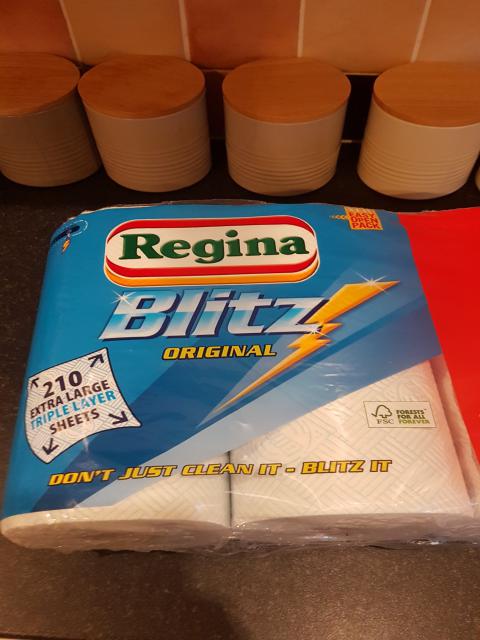 EASY
OPEN
PACK
Regina
Blitz
ORIGINAL
210
EXTRA LARGE
TRIPLE LAYER
SHEETS
FSC
FORESTS
FOR ALL
FOREVER
DON'T JUST CLEAN IT - BLITZ IT